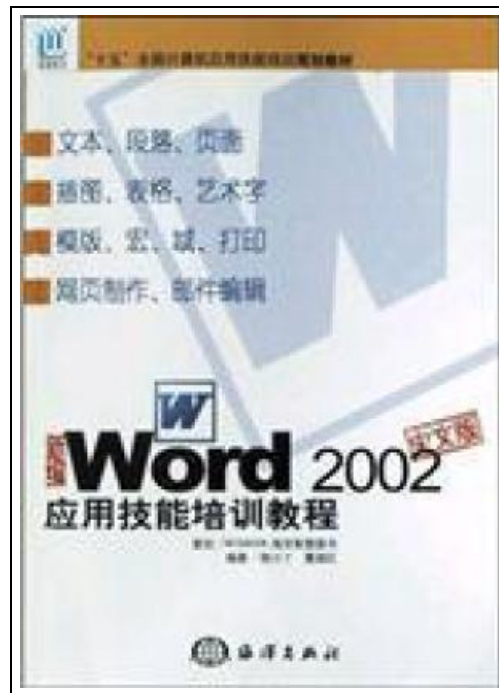 "十五"全国计算机应用技能培训规划教材
文本、段落、页面
插图、表格、艺术字
模版、宏、域、打印
网页制作、邮件编辑
W
Word 2002
中文版
应用技能培训教程
海洋出版社